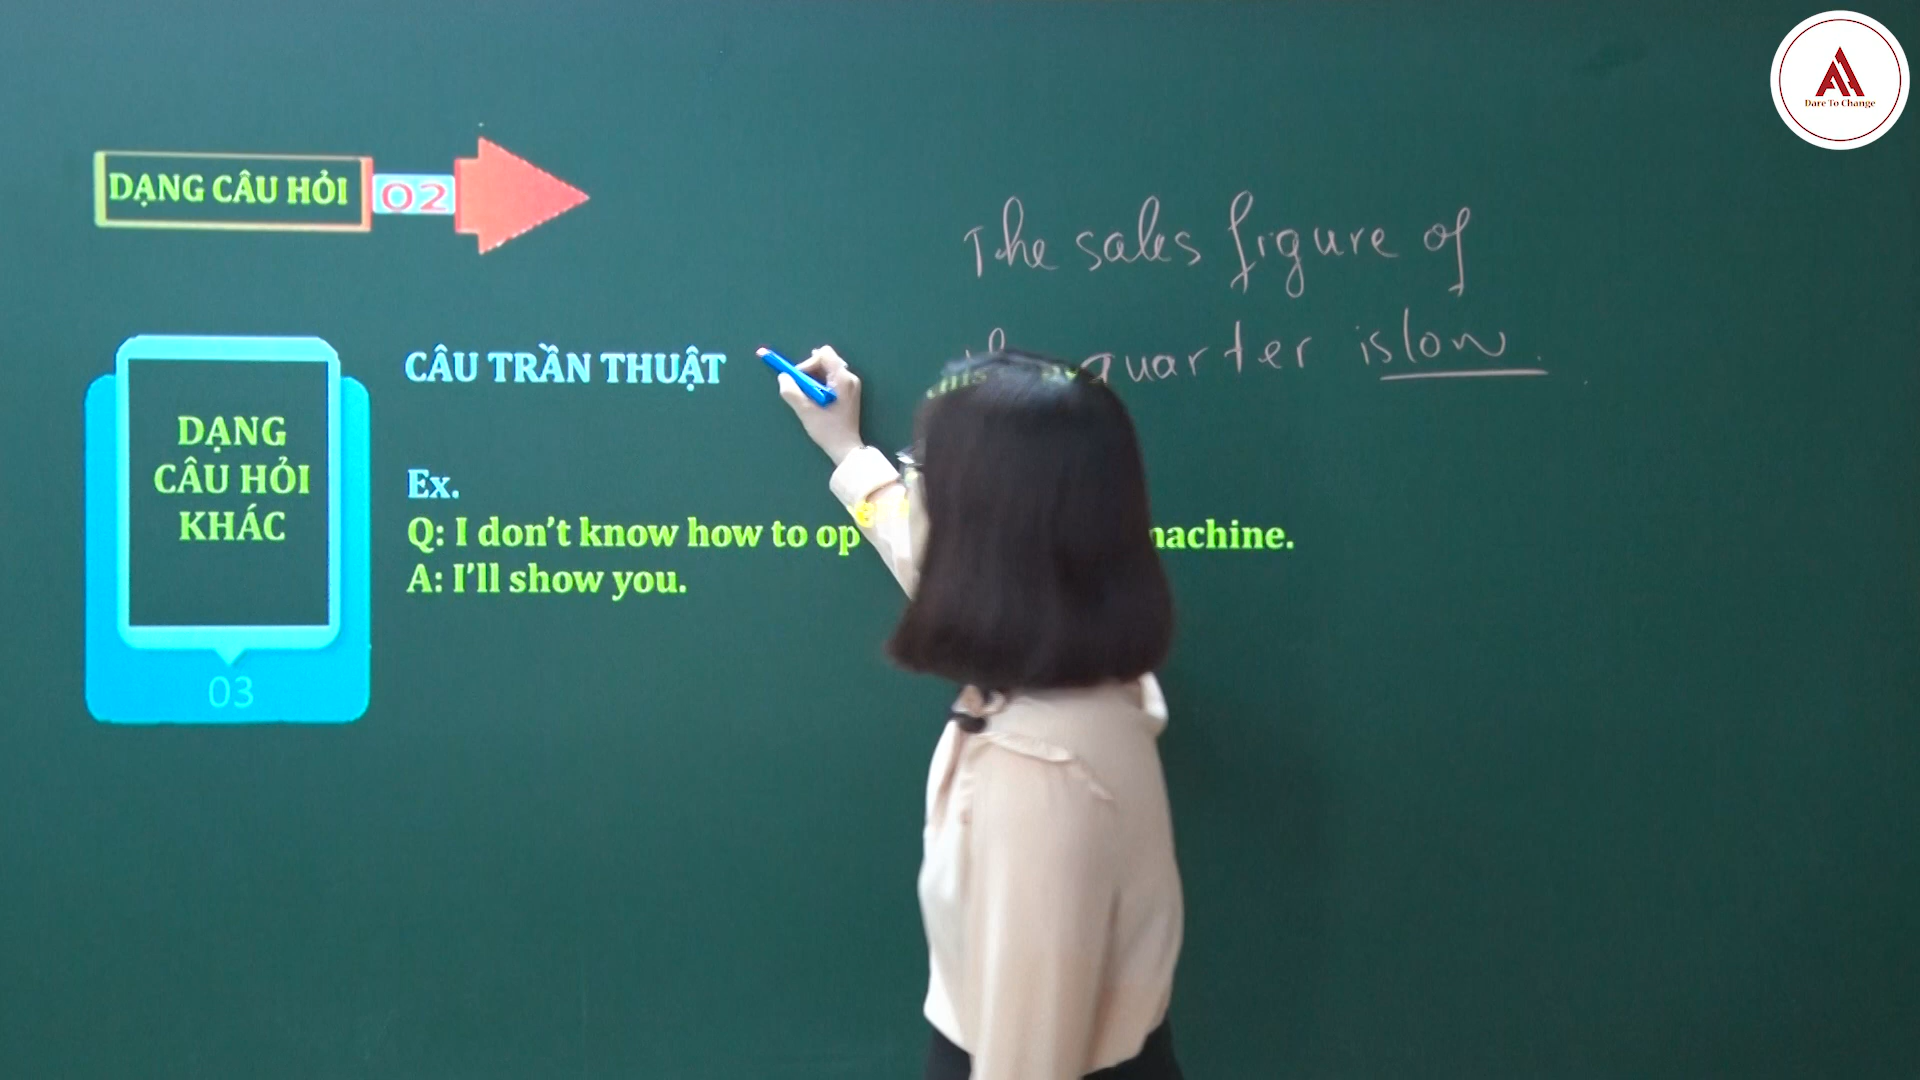 Dare To Change
DẠNG CÂU HỎI 02
The sales figure of
quarter is low.
CÂU TRẦN THUẬT
DẠNG
CÂU HỎI
KHÁC
03
Ex.
Q: I don't know how to op machine.
A: I'll show you.